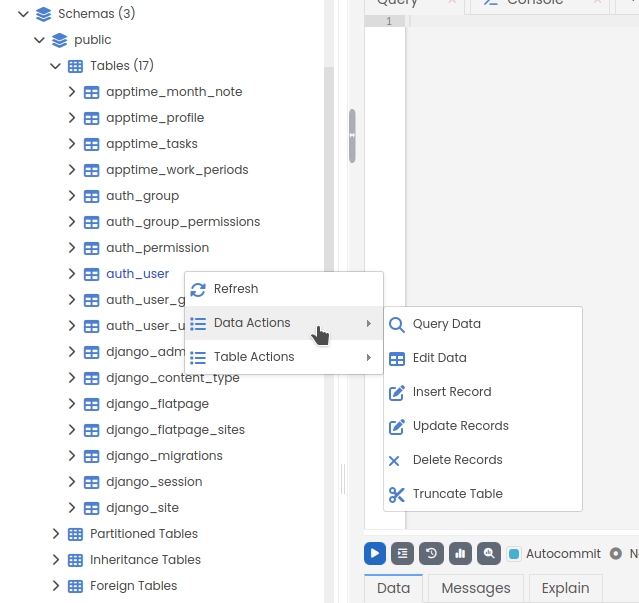 Schemas (3)
public
Tables (17)
apptime_month_note
apptime_profile
apptime_tasks
apptime_work_periods
auth_group
auth_group_permissions
auth_permission
auth_user
auth_user_g
auth_user_u
django_adm
django_content_type
django_flatpage
django_flatpage_sites
django_migrations
django_session
django_site
Partitioned Tables
Inheritance Tables
Foreign Tables
Refresh
Data Actions
Table Actions
Query Data
Edit Data
Insert Record
Update Records
Delete Records
Truncate Table
Query Console
1
Autocommit
Data Messages Explain